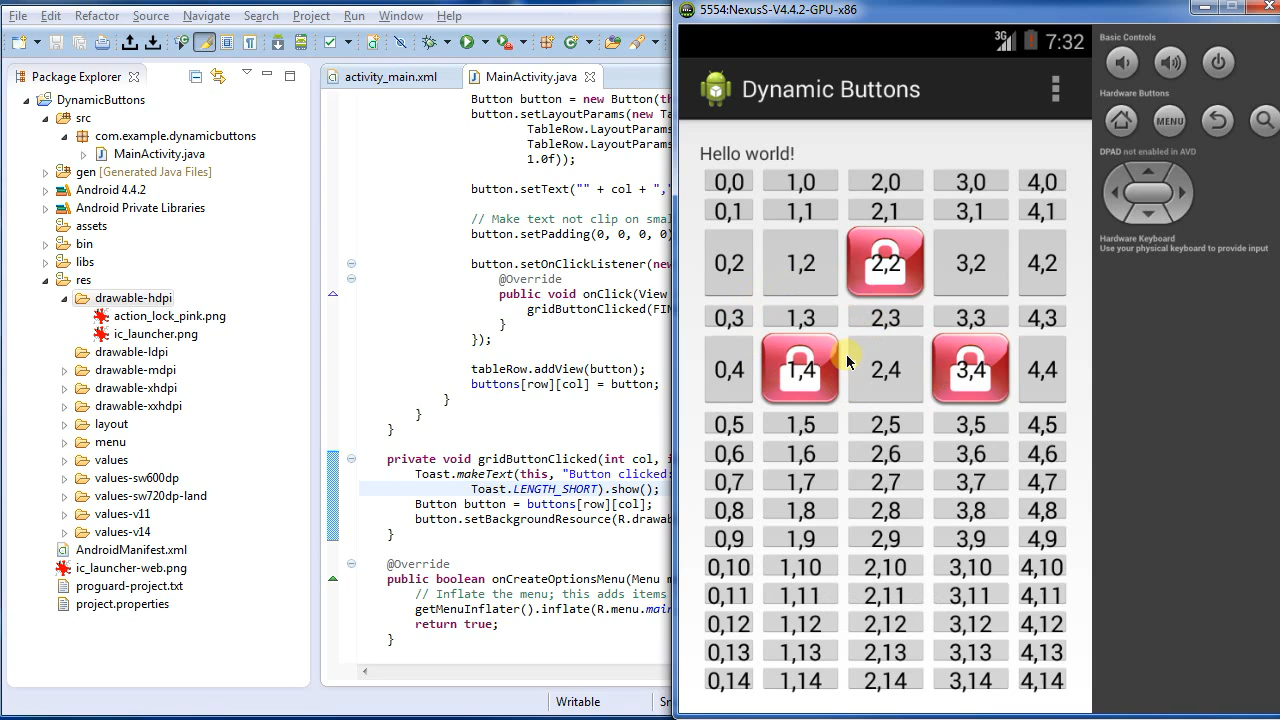 File Edit Refactor Source Navigate Search Project Run Window Help
Package Explorer
DynamicButtons
src
com.example.dynamicbuttons
MainActivity.java
gen [Generated Java Files]
Android 4.4.2
Android Private Libraries
assets
bin
libs
res
drawable-hdpi
action_lock_pink.png
ic_launcher.png
drawable-ldpi
drawable-mdpi
drawable-xhdpi
drawable-xxhdpi
layout
menu
values
values-sw600dp
values-sw720dp-land
values-v11
values-v14
AndroidManifest.xml
ic_launcher-web.png
proguard-project.txt
project.properties
activity_main.xml MainActivity.java
Button button = new Button(th
button.setLayoutParams(new Ta
TableRow.LayoutParams
TableRow.LayoutParams
1.0f));
button.setText("" + col + ","
// Make text not clip on smal
button.setPadding(0, 0, 0, 0)
button.setOnClickListener(new
@Override
public void onClick(View
gridButtonClicked(FIN
}
});
tableRow.addView(button);
buttons[row][col] = button;
}
}
}
private void gridButtonClicked(int col, i
Toast.makeText(this, "Button clicked:
Toast.LENGTH_SHORT).show();
Button button = buttons[row][col];
button.setBackgroundResource(R.drawab
}
@Override
public boolean onCreateOptionsMenu(Menu m
// Inflate the menu; this adds items
getMenuInflater().inflate(R.menu.mai
return true;
}
Writable
5554:NexusS-V4.4.2-GPU-x86
3G 7:32
Dynamic Buttons
Hello world!
0,0 1,0 2,0 3,0 4,0
0,1 1,1 2,1 3,1 4,1
0,2 1,2 2,2 3,2 4,2
0,3 1,3 2,3 3,3 4,3
0,4 1,4 2,4 3,4 4,4
0,5 1,5 2,5 3,5 4,5
0,6 1,6 2,6 3,6 4,6
0,7 1,7 2,7 3,7 4,7
0,8 1,8 2,8 3,8 4,8
0,9 1,9 2,9 3,9 4,9
0,10 1,10 2,10 3,10 4,10
0,11 1,11 2,11 3,11 4,11
0,12 1,12 2,12 3,12 4,12
0,13 1,13 2,13 3,13 4,13
0,14 1,14 2,14 3,14 4,14
Basic Controls
Hardware Buttons
MENU
DPAD not enabled in AVD
Hardware Keyboard
Use your physical keyboard to provide input